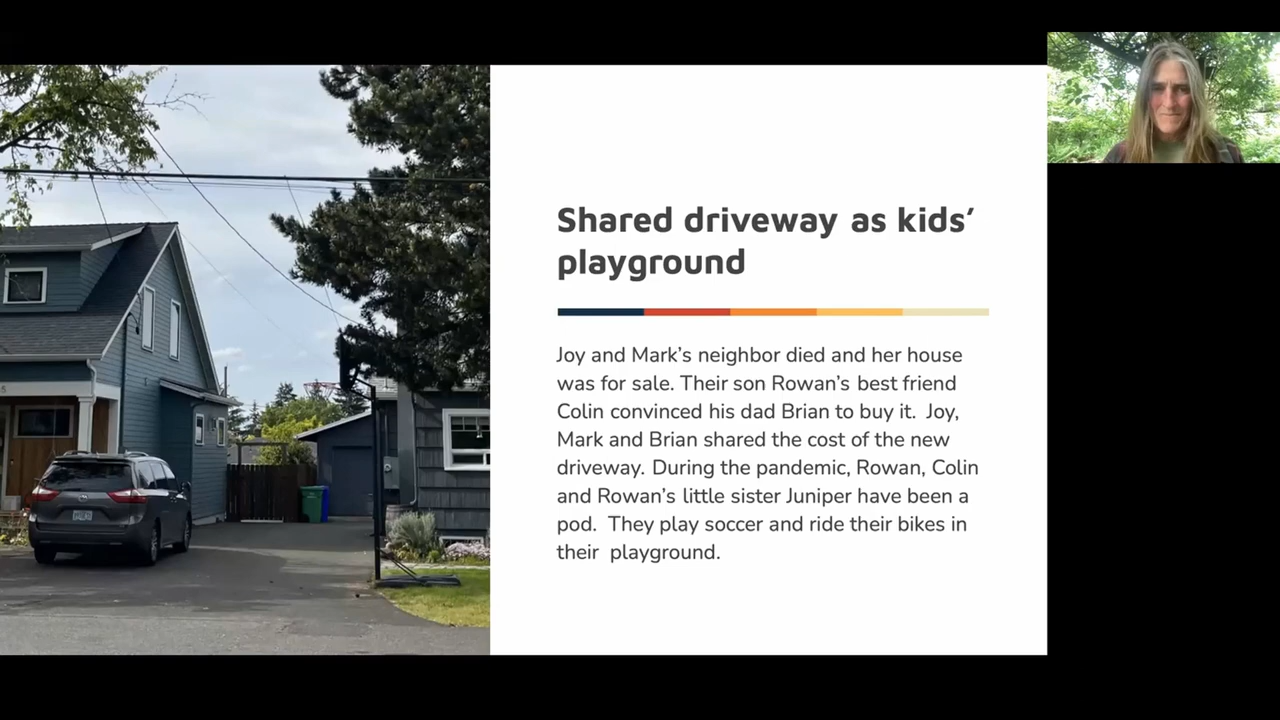 Shared driveway as kids’
playground
Joy and Mark’s neighbor died and her house
was for sale. Their son Rowan’s best friend
Colin convinced his dad Brian to buy it.  Joy,
Mark and Brian shared the cost of the new
driveway. During the pandemic, Rowan, Colin
and Rowan’s little sister Juniper have been a
pod.  They play soccer and ride their bikes in
their  playground.